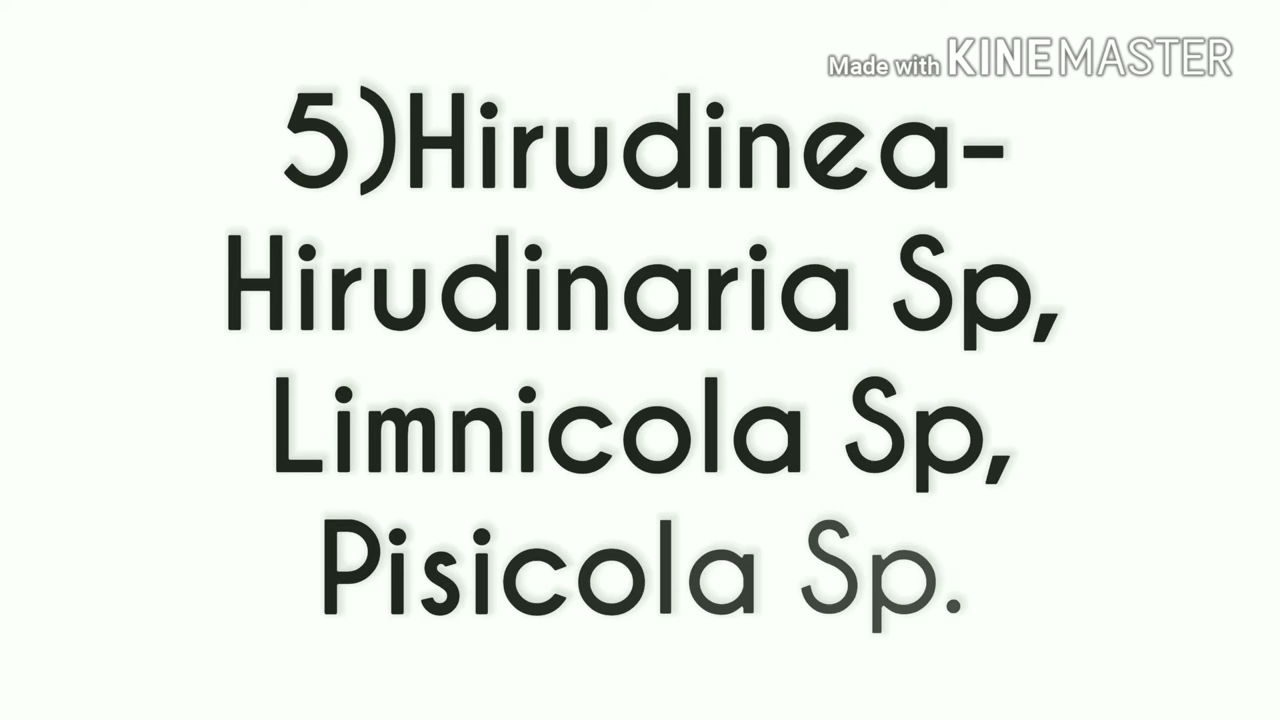 Made with KINEMASTER
5)Hirudinea-
Hirudinaria Sp,
Limnicola Sp,
Pisicola Sp.